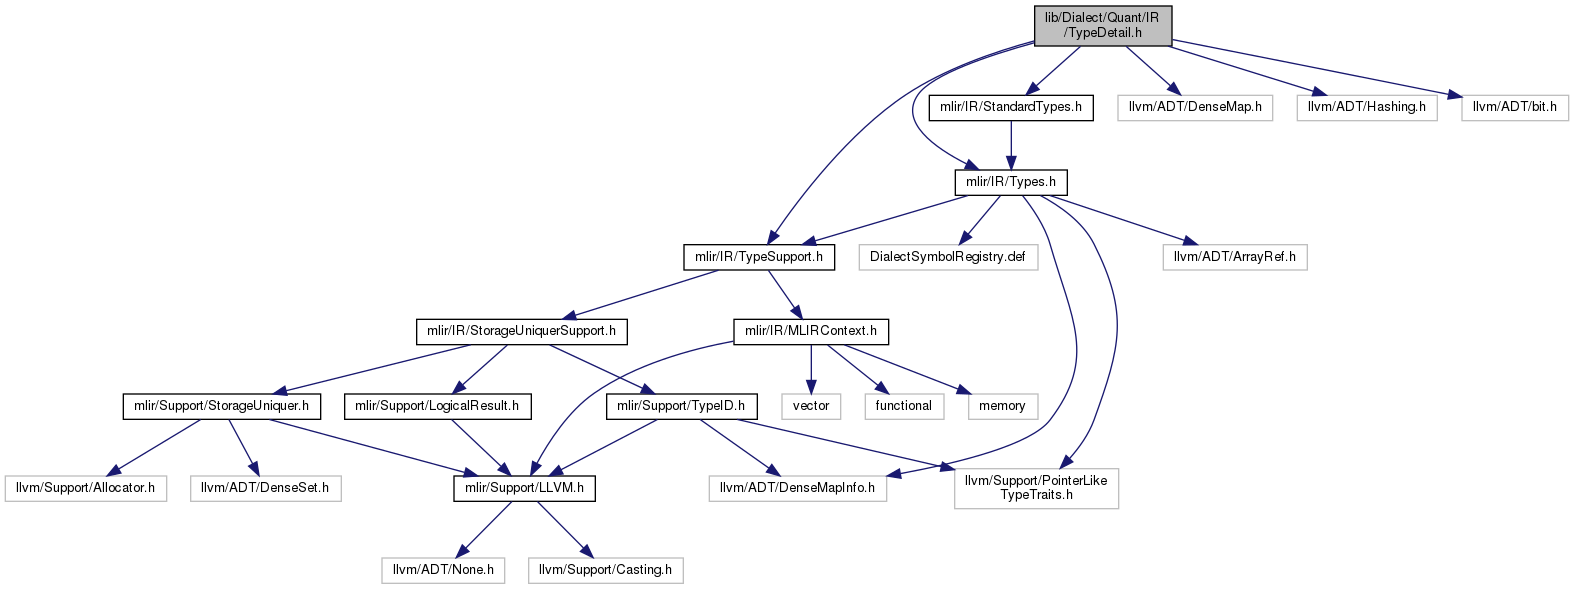 lib/Dialect/Quant/IR
/TypeDetail.h
mlir/IR/StandardTypes.h
llvm/ADT/DenseMap.h
llvm/ADT/Hashing.h
llvm/ADT/bit.h
mlir/IR/Types.h
mlir/IR/TypeSupport.h
DialectSymbolRegistry.def
llvm/ADT/ArrayRef.h
mlir/IR/StorageUniquerSupport.h
mlir/IR/MLIRContext.h
mlir/Support/StorageUniquer.h
mlir/Support/LogicalResult.h
mlir/Support/TypeID.h
vector
functional
memory
llvm/Support/Allocator.h
llvm/ADT/DenseSet.h
mlir/Support/LLVM.h
llvm/ADT/DenseMapInfo.h
llvm/Support/PointerLike
TypeTraits.h
llvm/ADT/None.h
llvm/Support/Casting.h